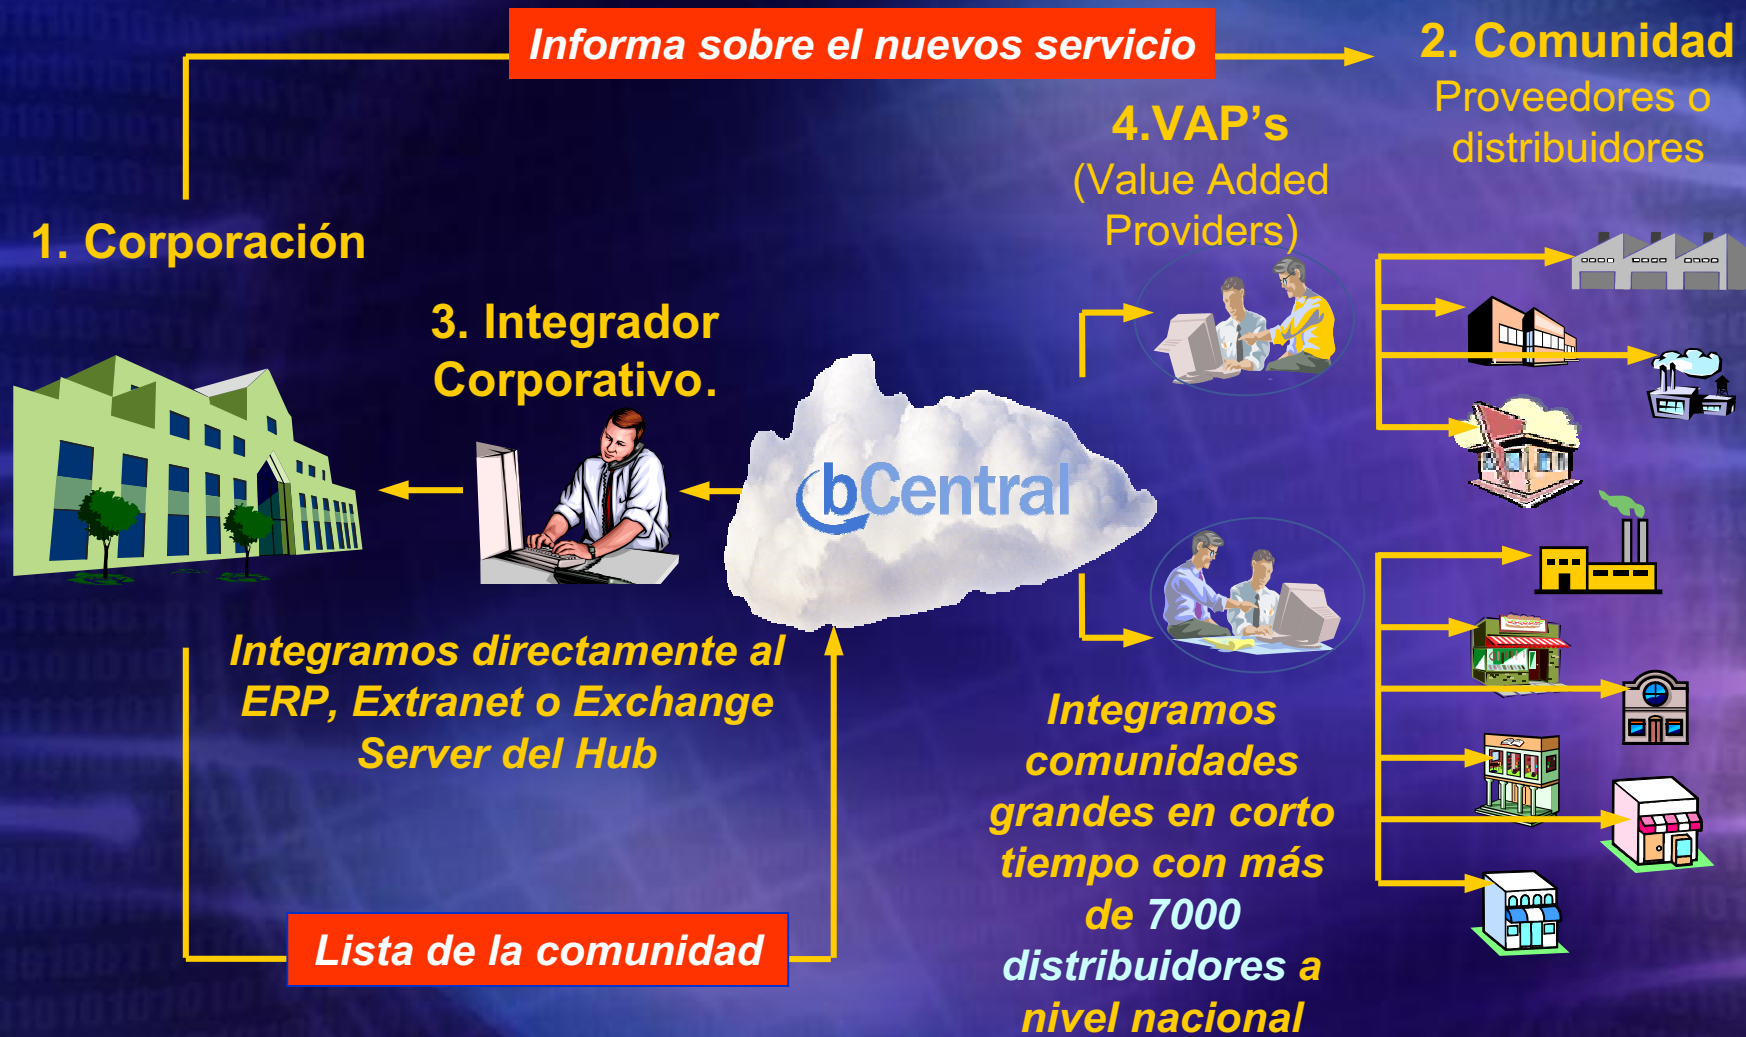 Informa sobre el nuevos servicio
2. Comunidad
Proveedores o
distribuidores
4.VAP’s
(Value Added
Providers)
1. Corporación
3. Integrador
Corporativo.
bCentral
Integramos directamente al
ERP, Extranet o Exchange
Server del Hub
Integramos
comunidades
grandes en corto
tiempo con más
de 7000
distribuidores a
nivel nacional
Lista de la comunidad